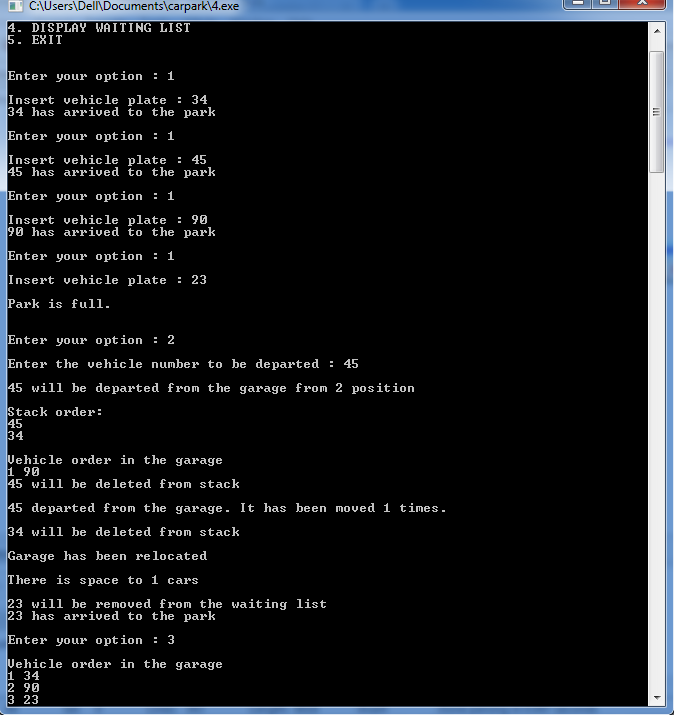 C:\Users\Dell\Documents\carpark\4.exe
4. DISPLAY WAITING LIST
5. EXIT
Enter your option : 1
Insert vehicle plate : 34
34 has arrived to the park
Enter your option : 1
Insert vehicle plate : 45
45 has arrived to the park
Enter your option : 1
Insert vehicle plate : 90
90 has arrived to the park
Enter your option : 1
Insert vehicle plate : 23
Park is full.
Enter your option : 2
Enter the vehicle number to be departed : 45
45 will be departed from the garage from 2 position
Stack order:
45
34
Vehicle order in the garage
1 90
45 will be deleted from stack
45 departed from the garage. It has been moved 1 times.
34 will be deleted from stack
Garage has been relocated
There is space to 1 cars
23 will be removed from the waiting list
23 has arrived to the park
Enter your option : 3
Vehicle order in the garage
1 34
2 90
3 23